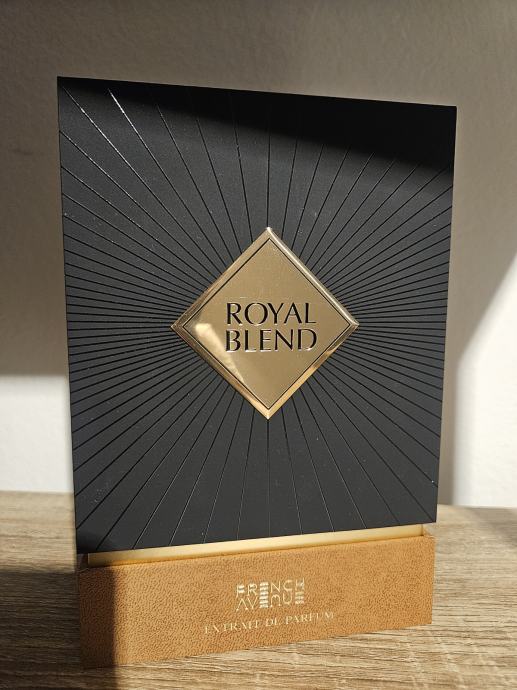 ROYAL
BLEND
FRENCH
AVENUE
EXTRAIT DE PARFUM